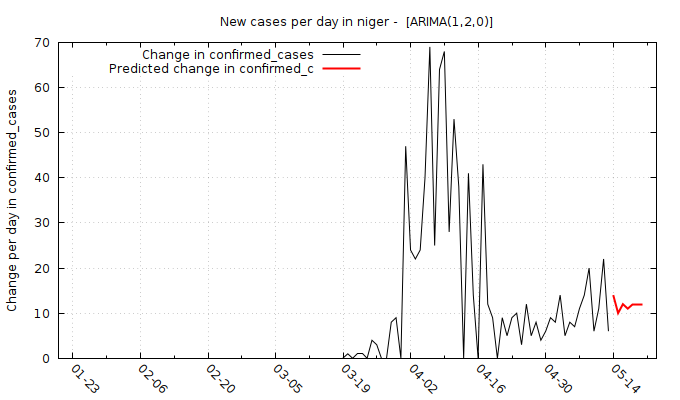 New cases per day in niger -  [ARIMA(1,2,0)]
Change in confirmed_cases
Predicted change in confirmed_c
Change per day in confirmed_cases
70
60
50
40
30
20
10
0
01-23 02-06 02-20 03-05 03-19 04-02 04-16 04-30 05-14